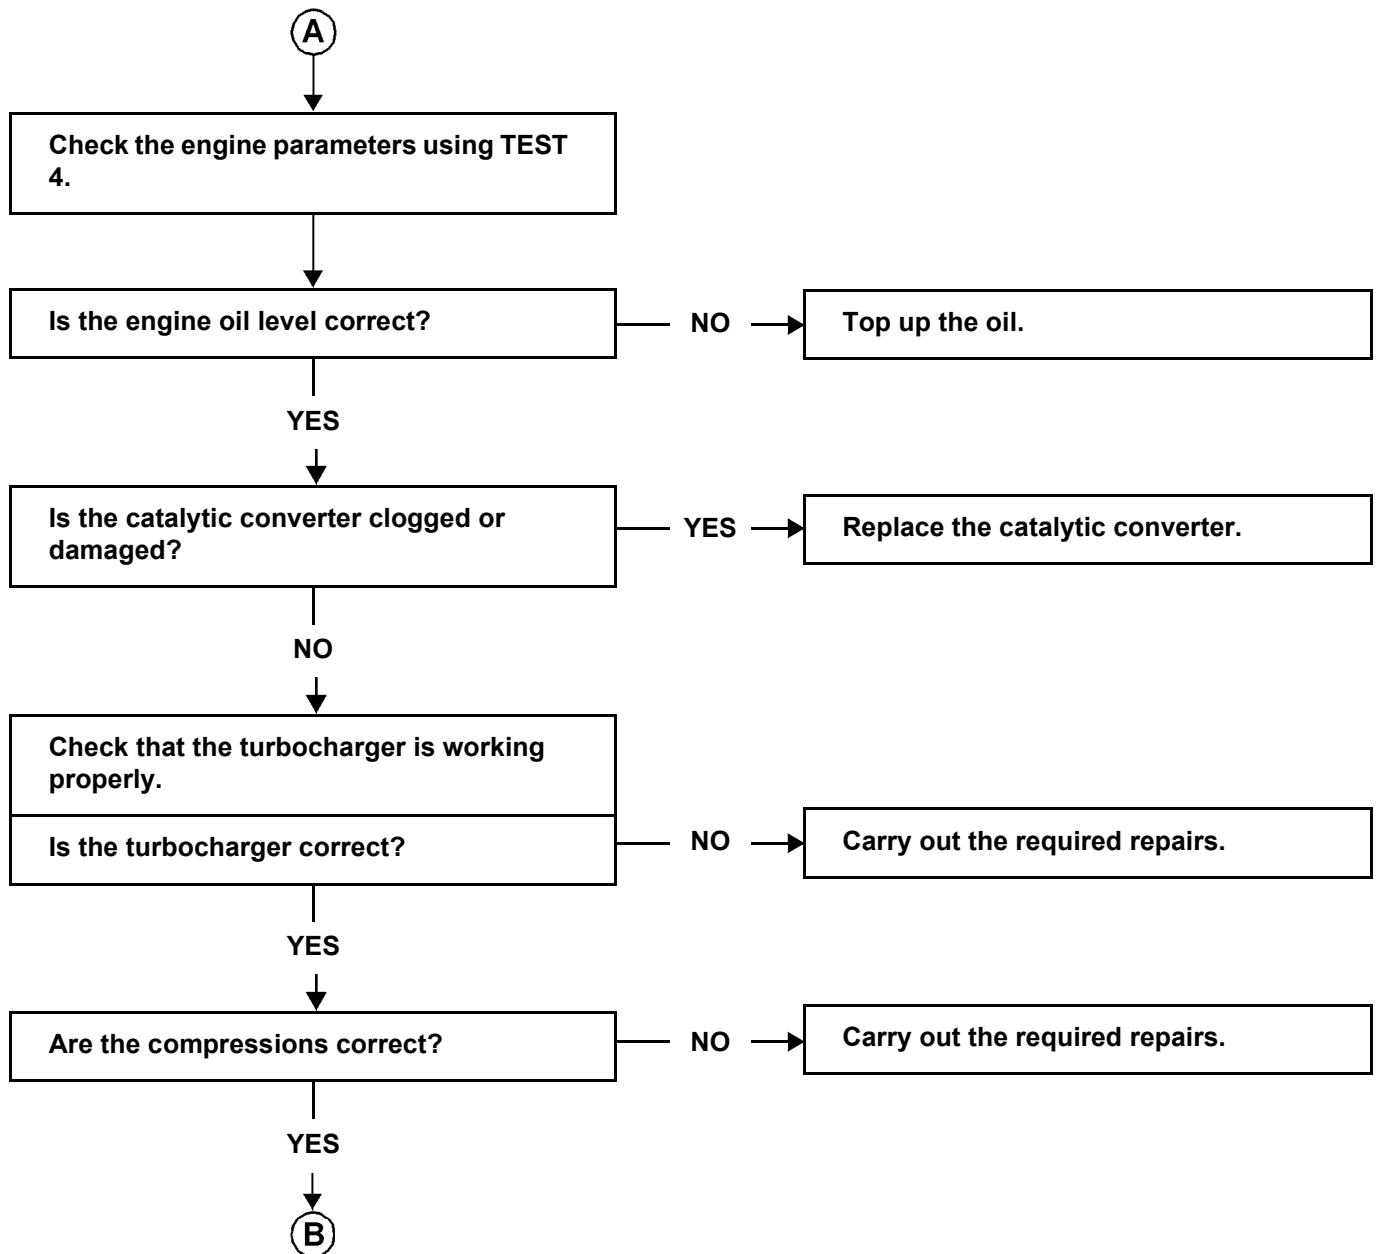 A
Check the engine parameters using TEST
4.
Is the engine oil level correct?
NO
Top up the oil.
YES
Is the catalytic converter clogged or
damaged?
YES
Replace the catalytic converter.
NO
Check that the turbocharger is working
properly.
Is the turbocharger correct?
NO
Carry out the required repairs.
YES
Are the compressions correct?
NO
Carry out the required repairs.
YES
B